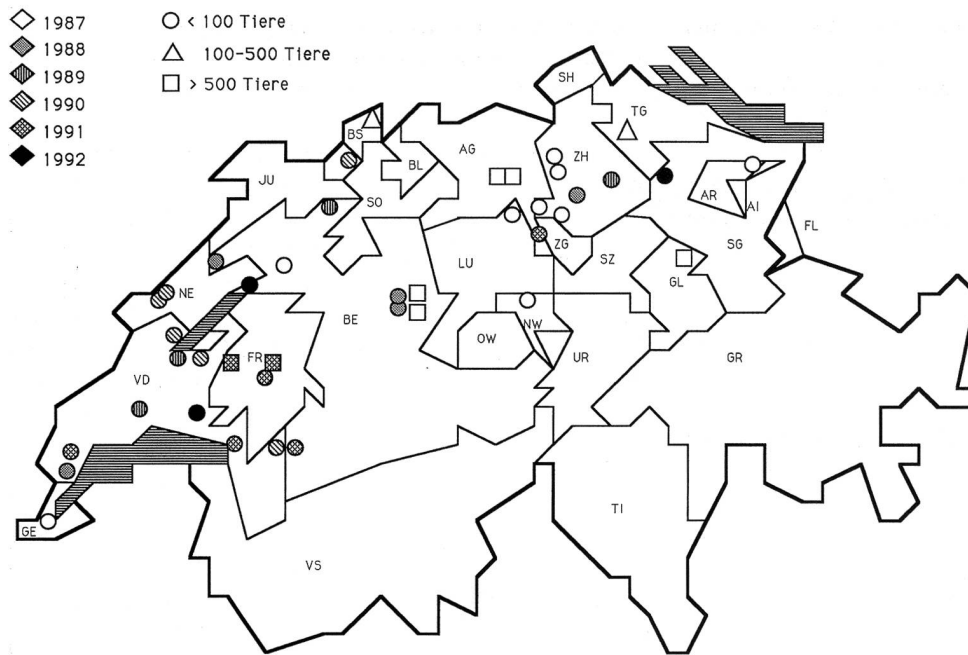 1987
1988
1989
1990
1991
1992
< 100 Tiere
100-500 Tiere
> 500 Tiere
SH
TG
BS
BL
AG
ZH
JU
SO
AR
AI
FL
ZG
SZ
SG
LU
GL
NE
BE
NW
OW
UR
GR
FR
VD
GE
TI
VS